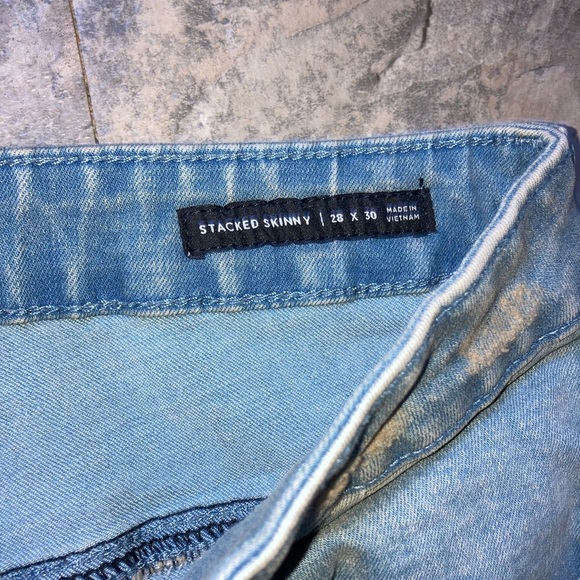 STACKED SKINNY | 28 X 30 MADE IN
VIETNAM